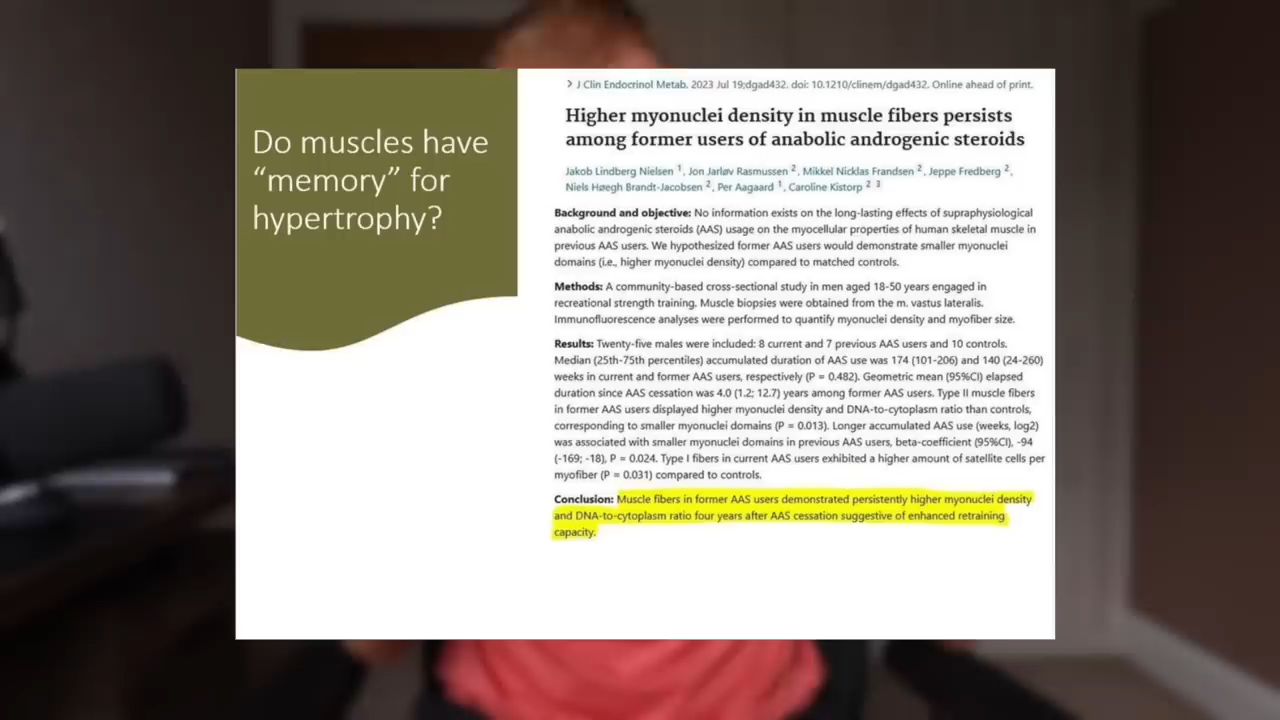 Do muscles have
“memory” for
hypertrophy?
> J Clin Endocrinol Metab. 2023 Jul 19;dgad432. doi: 10.1210/clinem/dgad432. Online ahead of print.
Higher myonuclei density in muscle fibers persists
among former users of anabolic androgenic steroids
Jakob Lindberg Nielsen 1, Jon Jarløv Rasmussen 2, Mikkel Nicklas Frandsen 2, Jeppe Fredberg 2,
Niels Høegh Brandt-Jacobsen 2, Per Aagaard 1, Caroline Kistorp 2 3
Background and objective: No information exists on the long-lasting effects of supraphysiological
anabolic androgenic steroids (AAS) usage on the myocellular properties of human skeletal muscle in
previous AAS users. We hypothesized former AAS users would demonstrate smaller myonuclei
domains (i.e., higher myonuclei density) compared to matched controls.
Methods: A community-based cross-sectional study in men aged 18-50 years engaged in
recreational strength training. Muscle biopsies were obtained from the m. vastus lateralis.
Immunofluorescence analyses were performed to quantify myonuclei density and myofiber size.
Results: Twenty-five males were included: 8 current and 7 previous AAS users and 10 controls.
Median (25th-75th percentiles) accumulated duration of AAS use was 174 (101-206) and 140 (24-260)
weeks in current and former AAS users, respectively (P = 0.482). Geometric mean (95%CI) elapsed
duration since AAS cessation was 4.0 (1.2; 12.7) years among former AAS users. Type II muscle fibers
in former AAS users displayed higher myonuclei density and DNA-to-cytoplasm ratio than controls,
corresponding to smaller myonuclei domains (P = 0.013). Longer accumulated AAS use (weeks, log2)
was associated with smaller myonuclei domains in previous AAS users, beta-coefficient (95%CI), -94
(-169; -18), P = 0.024. Type I fibers in current AAS users exhibited a higher amount of satellite cells per
myofiber (P = 0.031) compared to controls.
Conclusion: Muscle fibers in former AAS users demonstrated persistently higher myonuclei density
and DNA-to-cytoplasm ratio four years after AAS cessation suggestive of enhanced retraining
capacity.